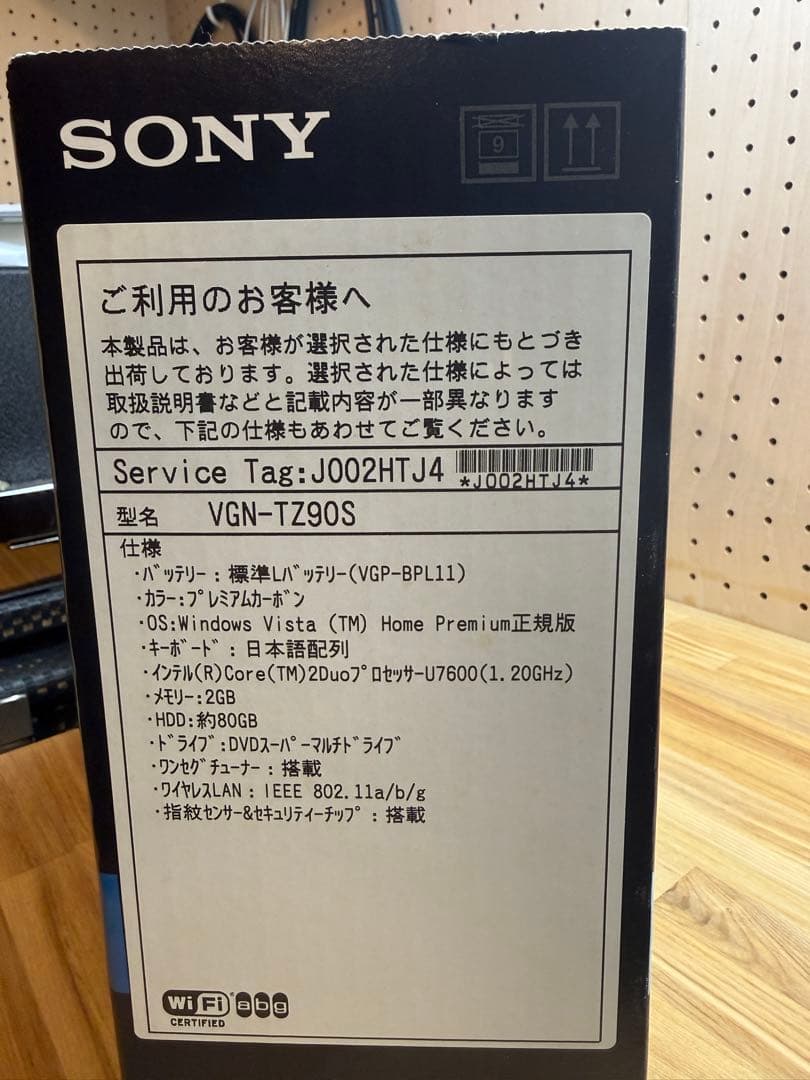 SONY
9
ご利用のお客様へ
本製品は、お客様が選択された仕様にもとづき
出荷しております。選択された仕様によっては
取扱説明書などと記載内容が一部異なります
ので、下記の仕様もあわせてご覧ください。
Service Tag:J002HTJ4
*J002HTJ4*
型名 VGN-TZ90S
仕様
・ﾊﾞｯﾃﾘｰ:標準Lﾊﾞｯﾃﾘｰ(VGP-BPL11)
・ｶﾗｰ:ﾌﾟﾚﾐｱﾑｶｰﾎﾞﾝ
・OS:Windows Vista (TM) Home Premium正規版
・ｷｰﾎﾞｰﾄﾞ:日本語配列
・ｲﾝﾃﾙ(R)Core(TM)2DuoﾌﾟﾛｾｯｻｰU7600(1.20GHz)
・ﾒﾓﾘｰ:2GB
・HDD:約80GB
・ﾄﾞﾗｲﾌﾞ:DVDｽｰﾊﾟｰﾏﾙﾁﾄﾞﾗｲﾌﾞ
・ﾜﾝｾｸﾞﾁｭｰﾅｰ:搭載
・ﾜｲﾔﾚｽLAN:IEEE 802.11a/b/g
・指紋ｾﾝｻｰ&ｾｷｭﾘﾃｨｰﾁｯﾌﾟ:搭載
Wi Fi® a b g
CERTIFIED